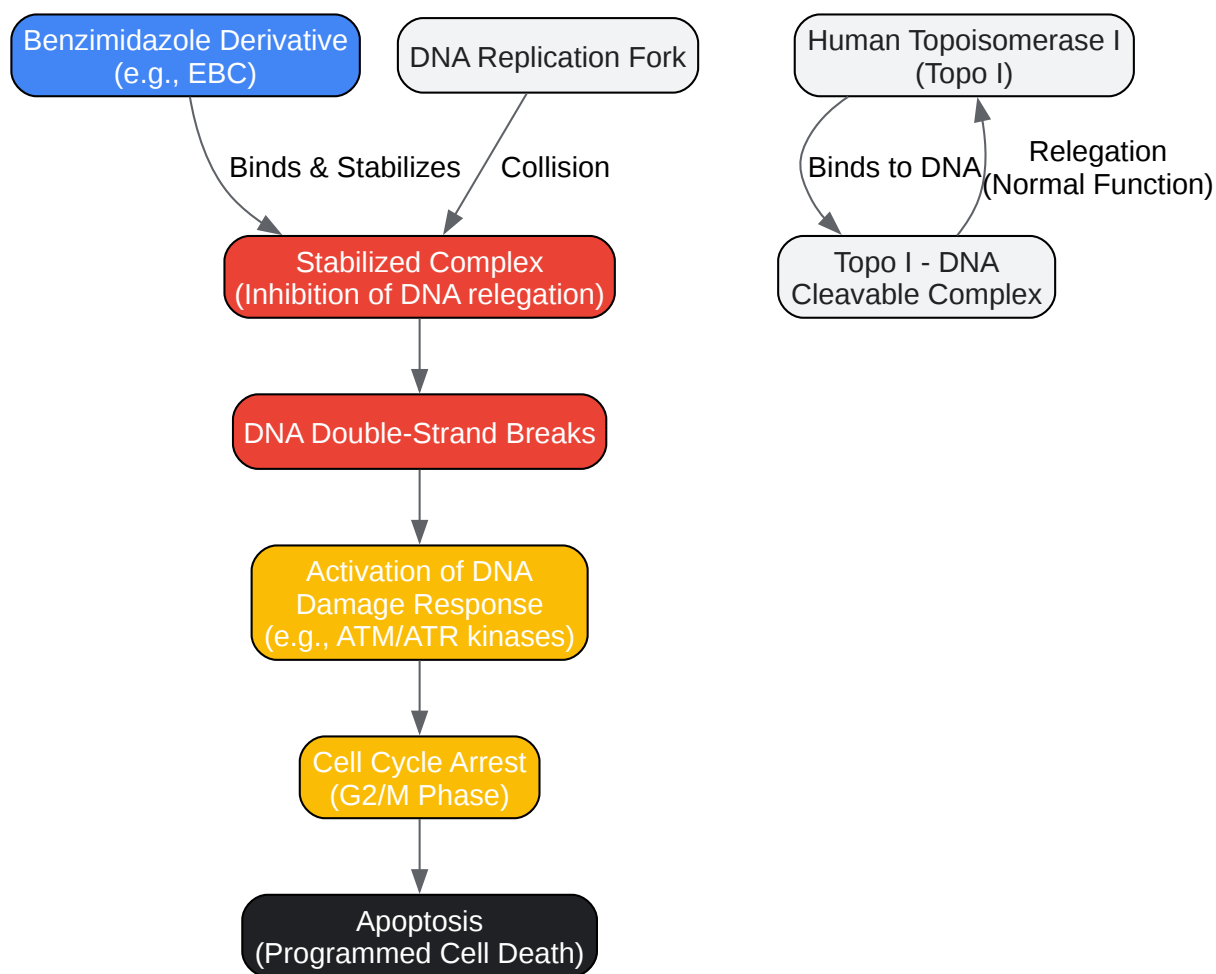 Benzimidazole Derivative
(e.g., EBC)
DNA Replication Fork
Human Topoisomerase I
(Topo I)
Binds & Stabilizes
Collision
Binds to DNA
Relegation
(Normal Function)
Stabilized Complex
(Inhibition of DNA relegation)
Topo I - DNA
Cleavable Complex
DNA Double-Strand Breaks
Activation of DNA
Damage Response
(e.g., ATM/ATR kinases)
Cell Cycle Arrest
(G2/M Phase)
Apoptosis
(Programmed Cell Death)